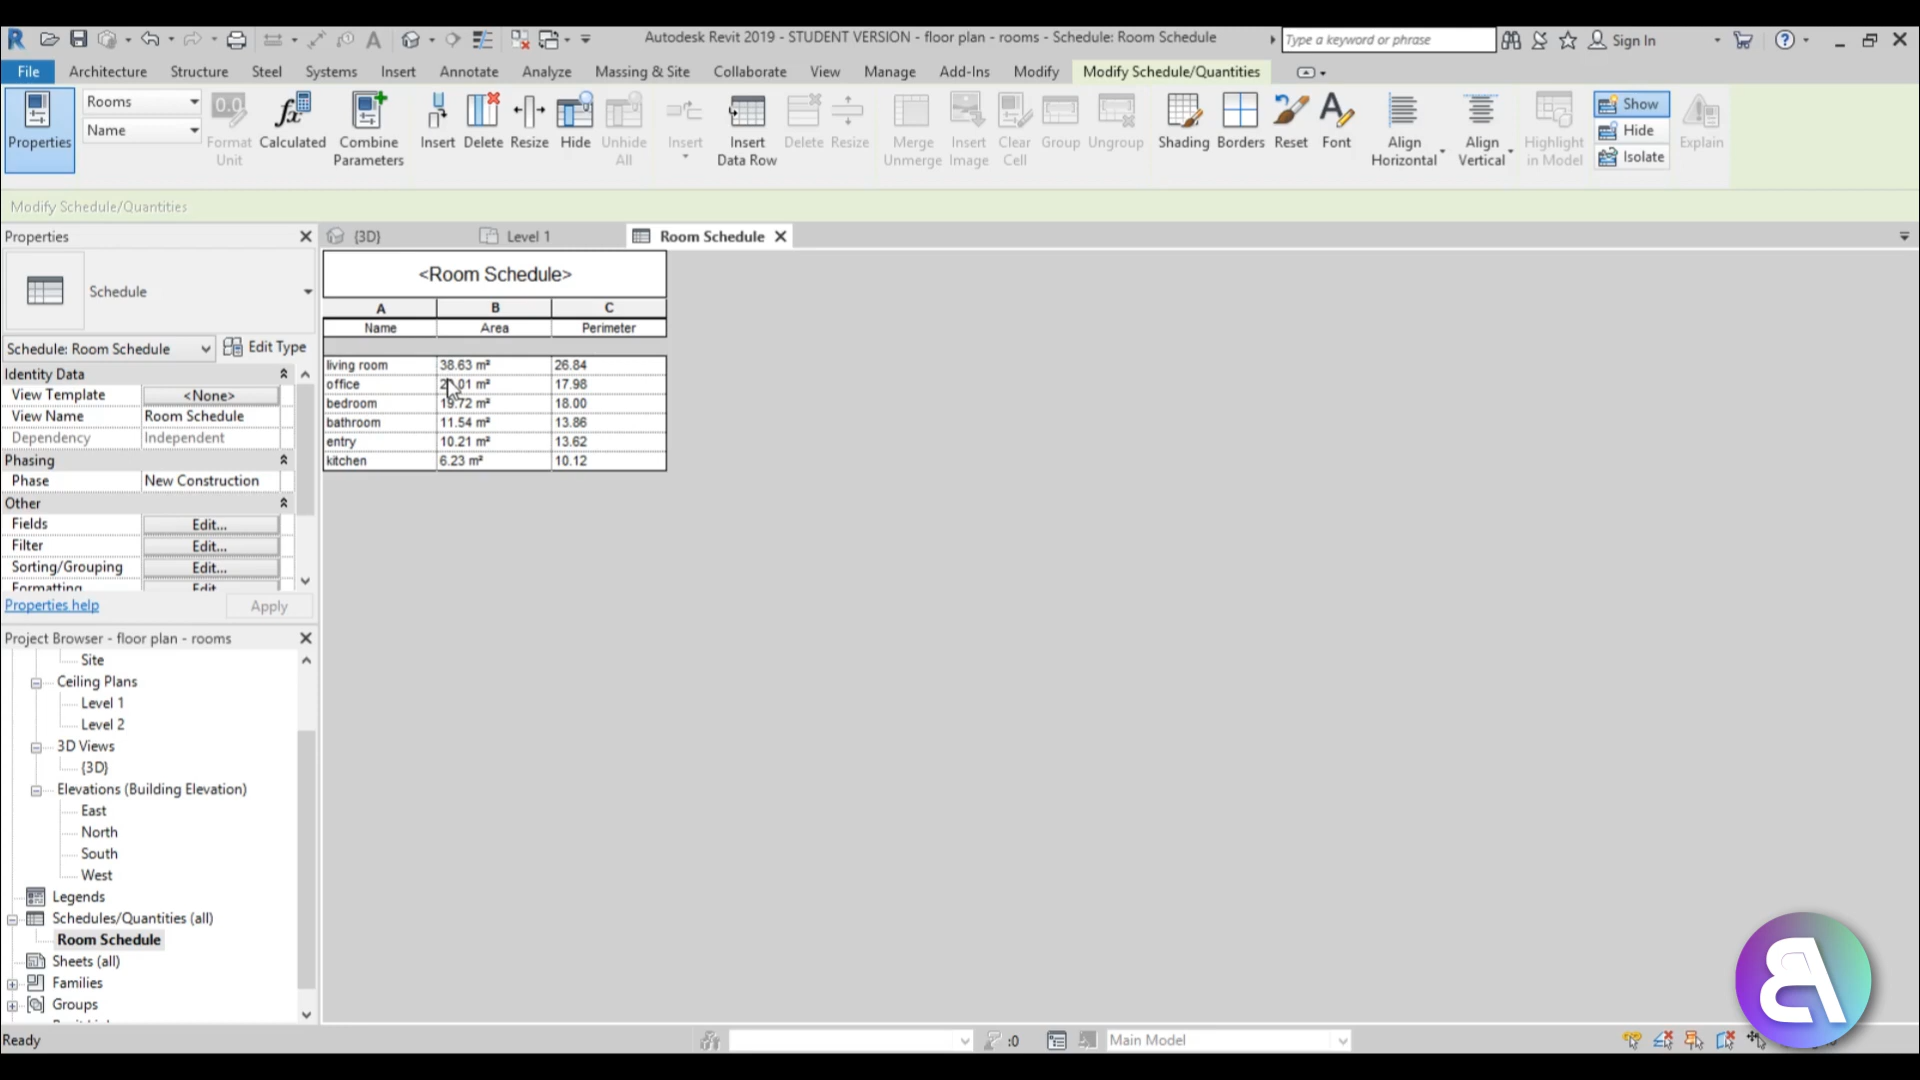 Autodesk Revit 2019 - STUDENT VERSION - floor plan - rooms - Schedule: Room Schedule
Type a keyword or phrase
Sign In
File Architecture Structure Steel Systems Insert Annotate Analyze Massing & Site Collaborate View Manage Add-Ins Modify Modify Schedule/Quantities
Properties
Rooms
Name
Format Unit
Calculated
Combine Parameters
Insert
Delete
Resize
Hide
Unhide All
Insert
Insert Data Row
Delete
Resize
Merge Unmerge
Insert Image
Clear Cell
Group
Ungroup
Shading
Borders
Reset
Font
Align Horizontal
Align Vertical
Highlight in Model
Show
Hide
Isolate
Explain
Modify Schedule/Quantities
Properties
{3D}
Level 1
Room Schedule
Schedule
Schedule: Room Schedule
Edit Type
Identity Data
View Template <None>
View Name Room Schedule
Dependency Independent
Phasing
Phase New Construction
Other
Fields Edit...
Filter Edit...
Sorting/Grouping Edit...
Formatting Edit...
Properties help
Apply
<Room Schedule>
A B C
Name Area Perimeter
living room 38.63 m² 26.84
office m² 17.98
bedroom 19.72 m² 18.00
bathroom 11.54 m² 13.86
entry 10.21 m² 13.62
kitchen 6.23 m² 10.12
Project Browser - floor plan - rooms
Site
Ceiling Plans
Level 1
Level 2
3D Views
{3D}
Elevations (Building Elevation)
East
North
South
West
Legends
Schedules/Quantities (all)
Room Schedule
Sheets (all)
Families
Groups
Ready
:0
Main Model